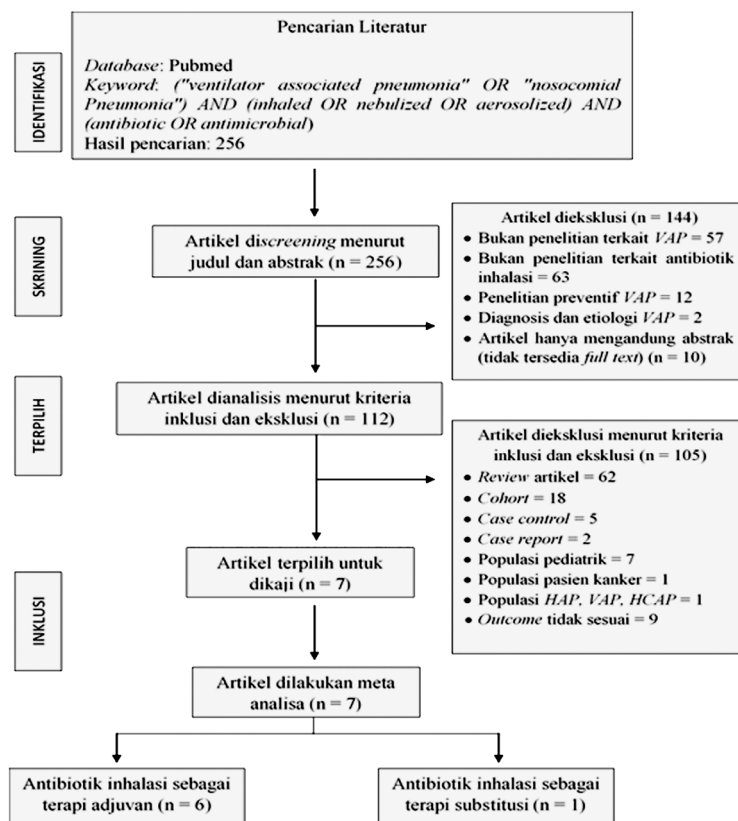 Pencarian Literatur
IDENTIFIKASI
Database: Pubmed
Keyword: ("ventilator associated pneumonia" OR "nosocomial
Pneumonia") AND (inhaled OR nebulized OR aerosolized) AND
(antibiotic OR antimicrobial)
Hasil pencarian: 256
SKRINING
Artikel discreening menurut
judul dan abstrak (n = 256)
Artikel dieksklusi (n = 144)
• Bukan penelitian terkait VAP = 57
• Bukan penelitian terkait antibiotik
inhalasi = 63
• Penelitian preventif VAP = 12
• Diagnosis dan etiologi VAP = 2
• Artikel hanya mengandung abstrak
(tidak tersedia full text) (n = 10)
TERPILIH
Artikel dianalisis menurut kriteria
inklusi dan eksklusi (n = 112)
Artikel dieksklusi menurut kriteria
inklusi dan eksklusi (n = 105)
• Review artikel = 62
• Cohort = 18
• Case control = 5
• Case report = 2
• Populasi pediatrik = 7
• Populasi pasien kanker = 1
• Populasi HAP, VAP, HCAP = 1
• Outcome tidak sesuai = 9
INKLUSI
Artikel terpilih untuk
dikaji (n = 7)
Artikel dilakukan meta
analisa (n = 7)
Antibiotik inhalasi sebagai
terapi adjuvan (n = 6)
Antibiotik inhalasi sebagai
terapi substitusi (n = 1)